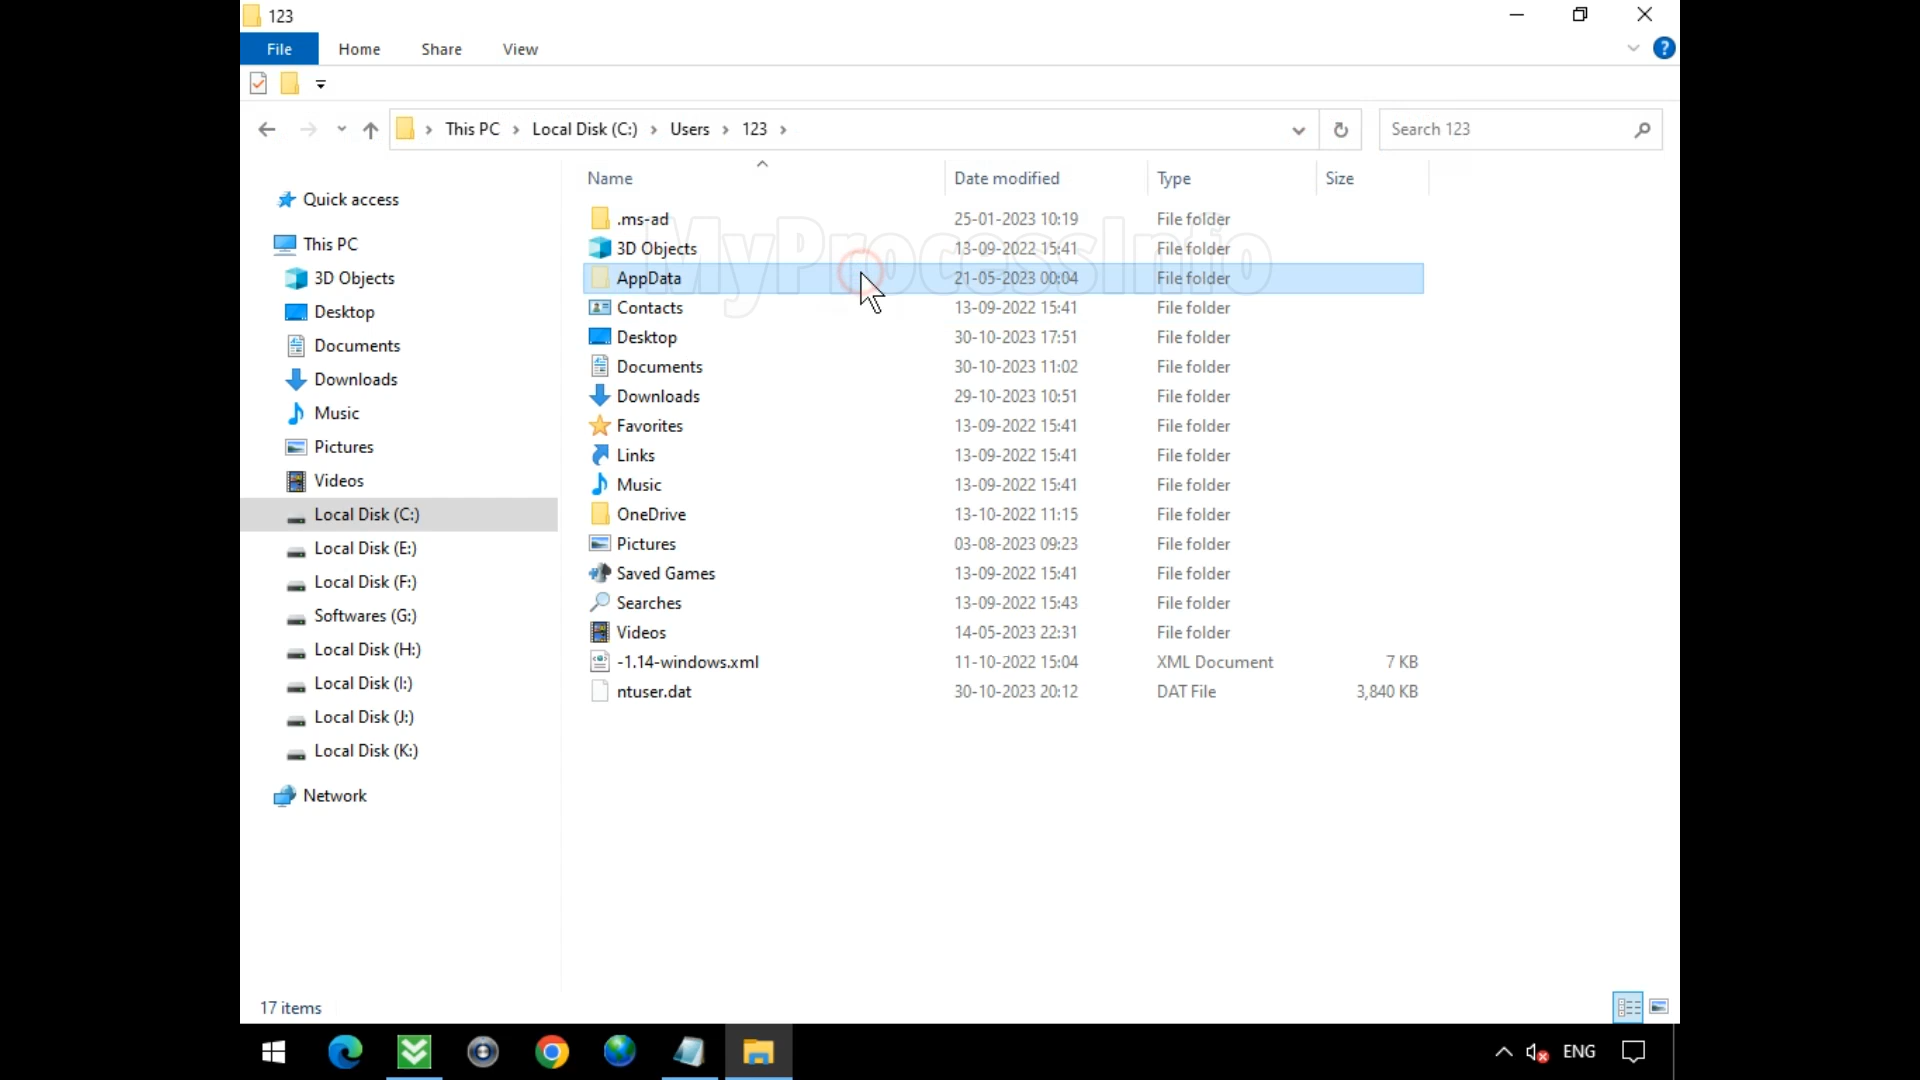 123
File Home Share View
?
This PC Local Disk (C:) Users 123
Search 123
Name Date modified Type Size
Quick access
This PC
3D Objects
Desktop
Documents
Downloads
Music
Pictures
Videos
Local Disk (C:)
Local Disk (E:)
Local Disk (F:)
Softwares (G:)
Local Disk (H:)
Local Disk (I:)
Local Disk (J:)
Local Disk (K:)
Network
.ms-ad 25-01-2023 10:19 File folder
3D Objects 13-09-2022 15:41 File folder
AppData 21-05-2023 00:04 File folder
Contacts 13-09-2022 15:41 File folder
Desktop 30-10-2023 17:51 File folder
Documents 30-10-2023 11:02 File folder
Downloads 29-10-2023 10:51 File folder
Favorites 13-09-2022 15:41 File folder
Links 13-09-2022 15:41 File folder
Music 13-09-2022 15:41 File folder
OneDrive 13-10-2022 11:15 File folder
Pictures 03-08-2023 09:23 File folder
Saved Games 13-09-2022 15:41 File folder
Searches 13-09-2022 15:43 File folder
Videos 14-05-2023 22:31 File folder
-1.14-windows.xml 11-10-2022 15:04 XML Document 7 KB
ntuser.dat 30-10-2023 20:12 DAT File 3,840 KB
MyProcessInfo
17 items
ENG